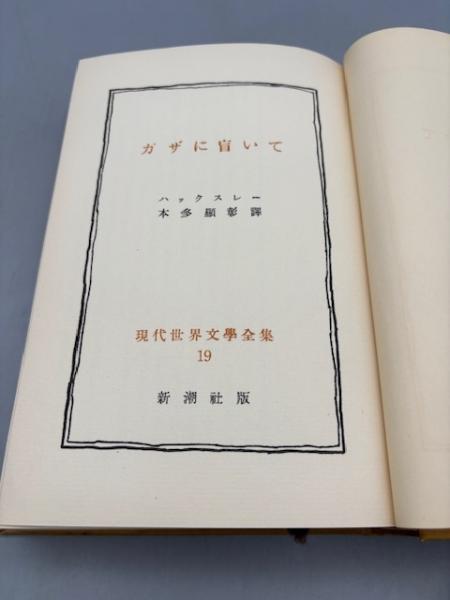 ガザに盲いて
ハックスレー
本多顯彰譯
現代世界文學全集
19
新潮社版